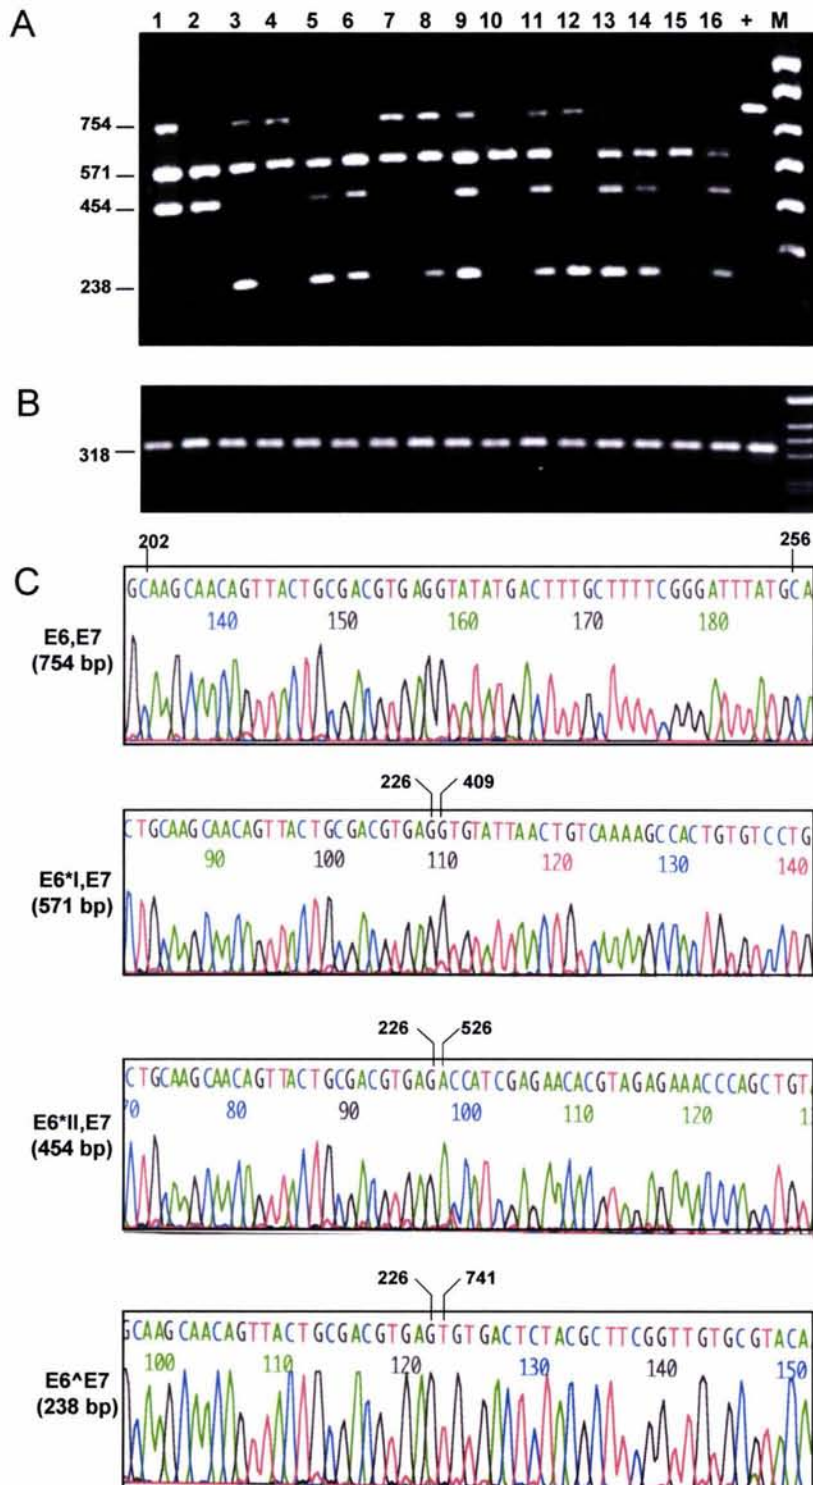 A
1 2 3 4 5 6 7 8 9 10 11 12 13 14 15 16 + M
754
571
454
238
B
318
C
202 256
GCAAGCAACAGTTACTGCGACGTGAGGTATATGACTTTGCTTTTCGGGATTTATGCA
140 150 160 170 180
E6,E7
(754 bp)
226 409
CTGCAAGCAACAGTTACTGCGACGTGAGGTGTATTAACTGTCAAAAGCCACTGTGTCCTG
90 100 110 120 130 140
E6*I,E7
(571 bp)
226 526
CTGCAAGCAACAGTTACTGCGACGTGAGACCATCGAGAACACGTAGAGAAACCCAGCTGTA
70 80 90 100 110 120
E6*II,E7
(454 bp)
226 741
GCAAGCAACAGTTACTGCGACGTGAGTGTGACTCTACGCTTCGGTTGTGCGTACA
100 110 120 130 140 150
E6^E7
(238 bp)